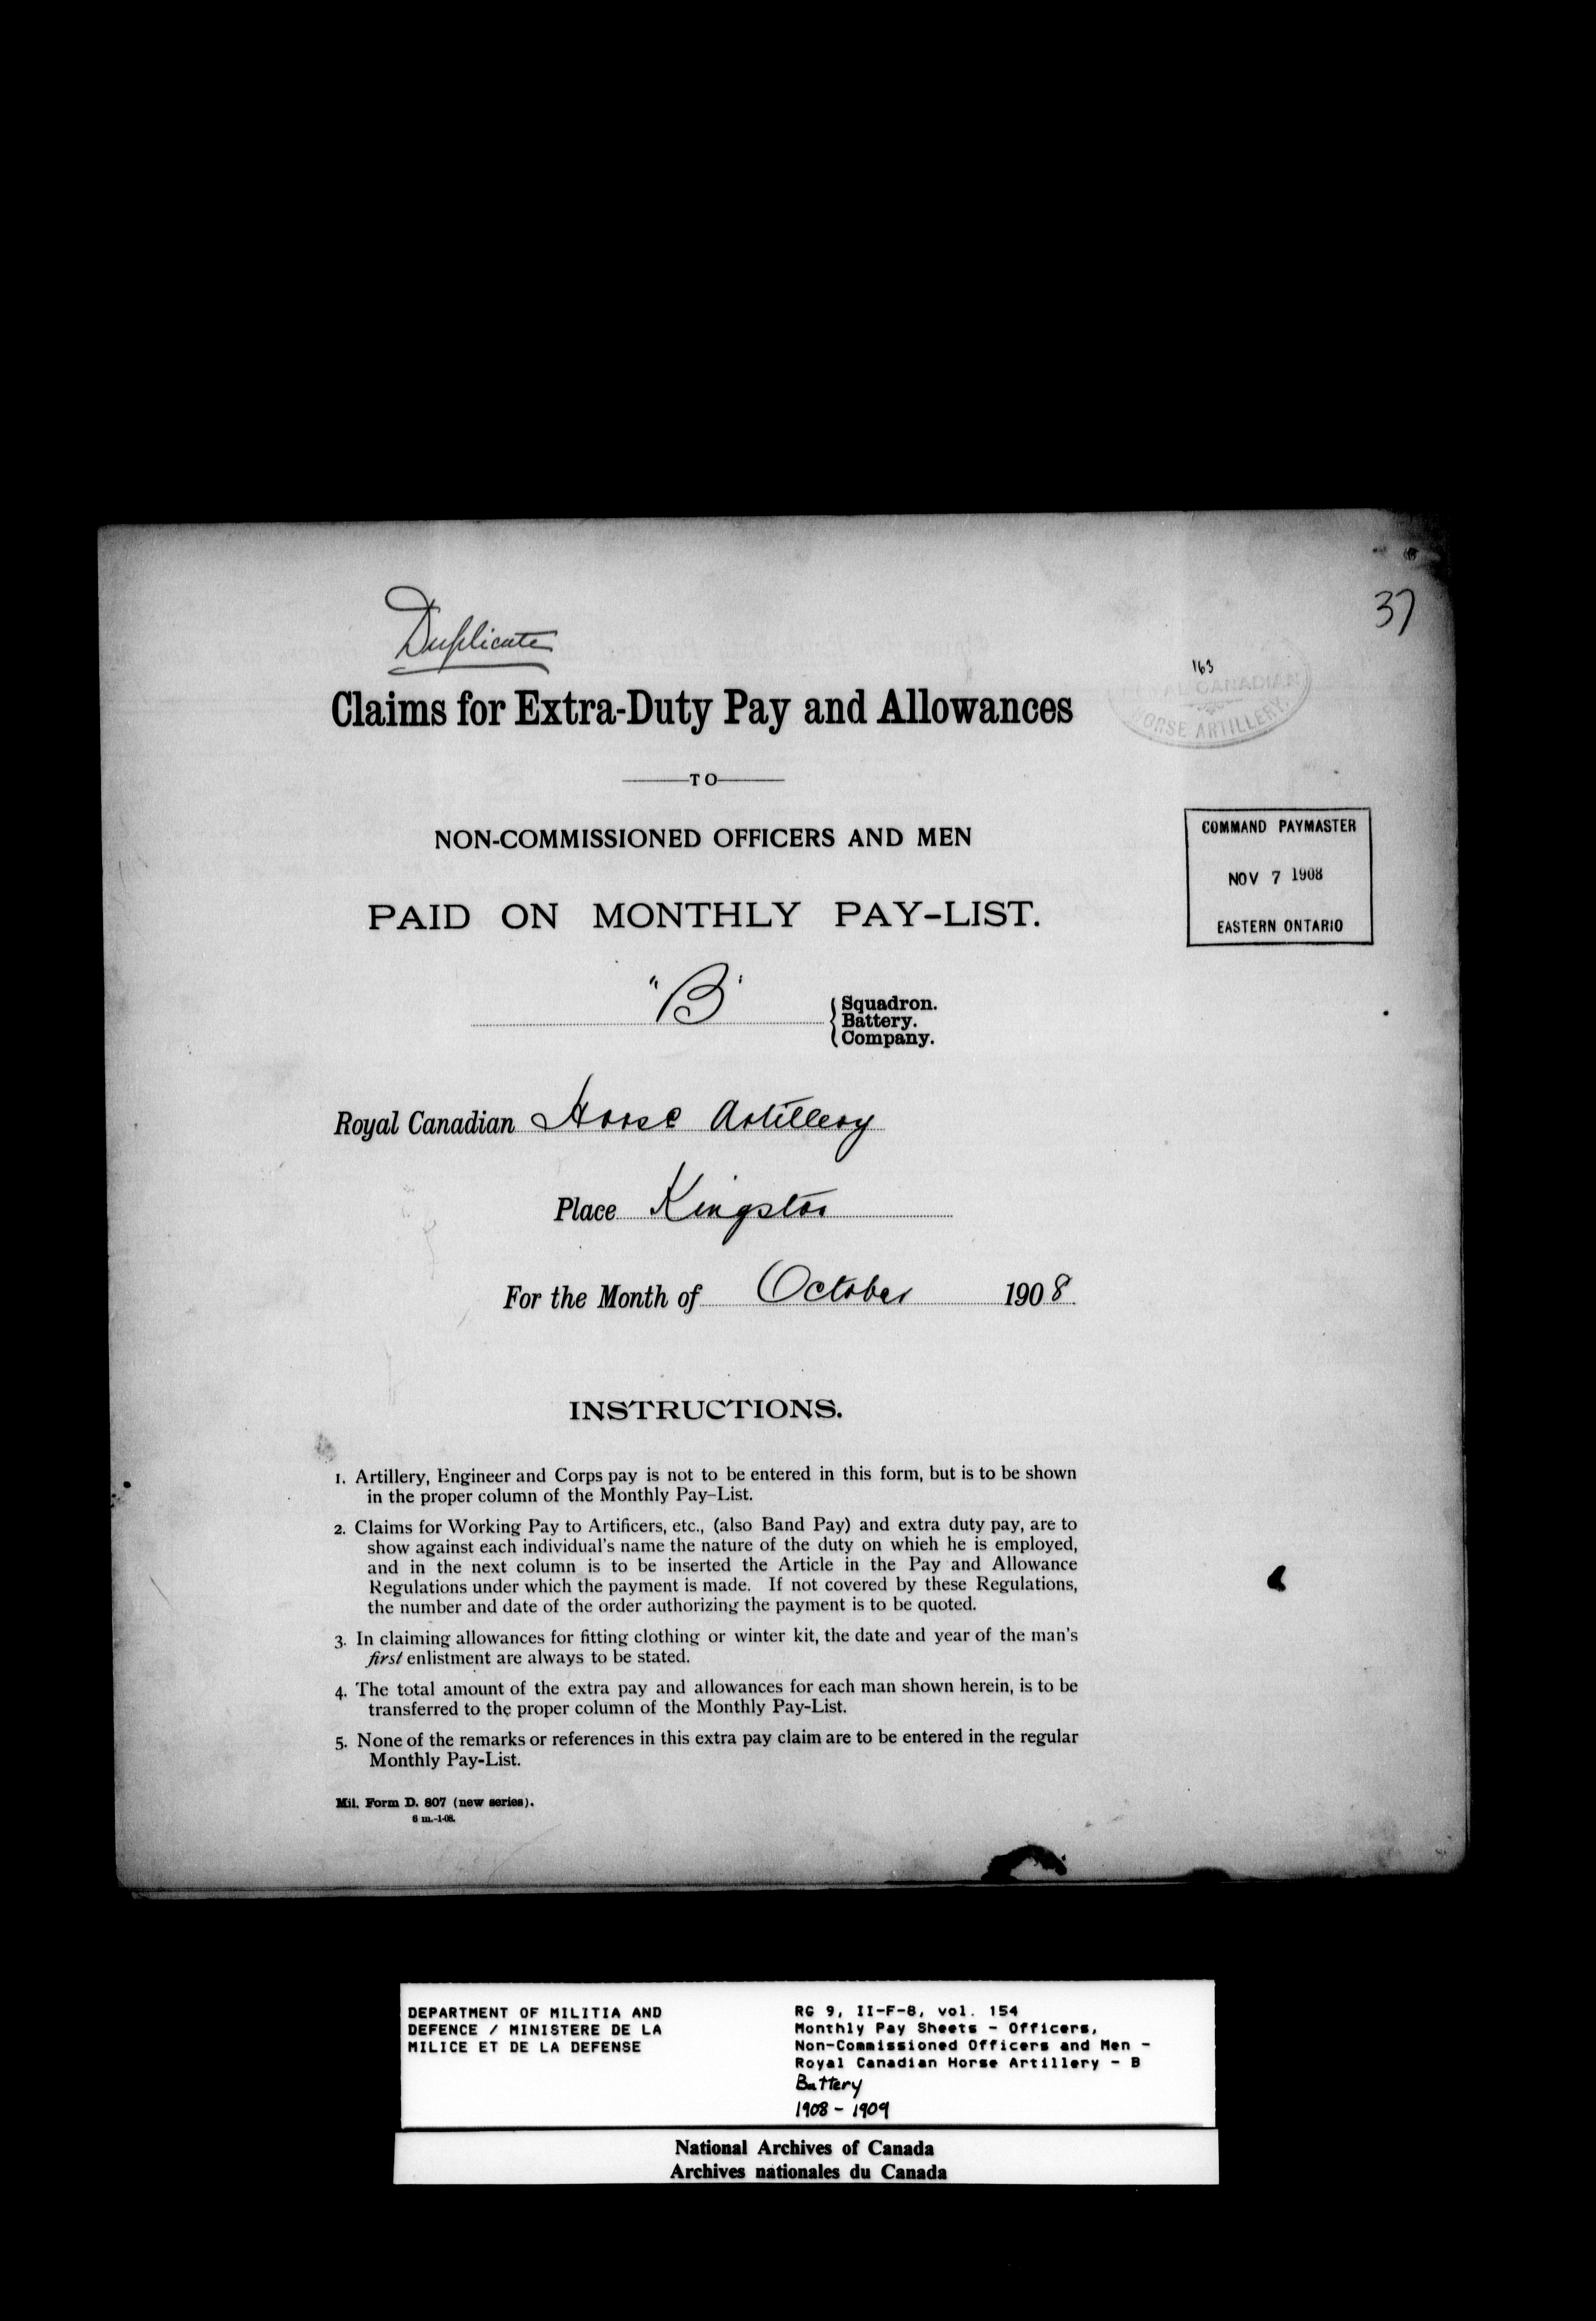 37
Duplicate
163
ROYAL CANADIAN
HORSE ARTILLERY.
Claims for Extra-Duty Pay and Allowances
TO
NON-COMMISSIONED OFFICERS AND MEN
PAID ON MONTHLY PAY-LIST.
COMMAND PAYMASTER
NOV 7 1908
EASTERN ONTARIO
"B" { Squadron.
Battery.
Company.
Royal Canadian Horse Artillery
Place Kingston
For the Month of October 1908
INSTRUCTIONS.
1. Artillery, Engineer and Corps pay is not to be entered in this form, but is to be shown
in the proper column of the Monthly Pay-List.
2. Claims for Working Pay to Artificers, etc., (also Band Pay) and extra duty pay, are to
show against each individual's name the nature of the duty on whieh he is employed,
and in the next column is to be inserted the Article in the Pay and Allowance
Regulations under which the payment is made. If not covered by these Regulations,
the number and date of the order authorizing the payment is to be quoted.
3. In claiming allowances for fitting clothing or winter kit, the date and year of the man's
first enlistment are always to be stated.
4. The total amount of the extra pay and allowances for each man shown herein, is to be
transferred to the proper column of the Monthly Pay-List.
5. None of the remarks or references in this extra pay claim are to be entered in the regular
Monthly Pay-List.
Mil. Form D. 807 (new series).
6 m.-1-08.
DEPARTMENT OF MILITIA AND
DEFENCE / MINISTERE DE LA
MILICE ET DE LA DEFENSE
RG 9, II-F-8, vol. 154
Monthly Pay Sheets - Officers,
Non-Commissioned Officers and Men -
Royal Canadian Horse Artillery - B
Battery
1908 - 1909
National Archives of Canada
Archives nationales du Canada